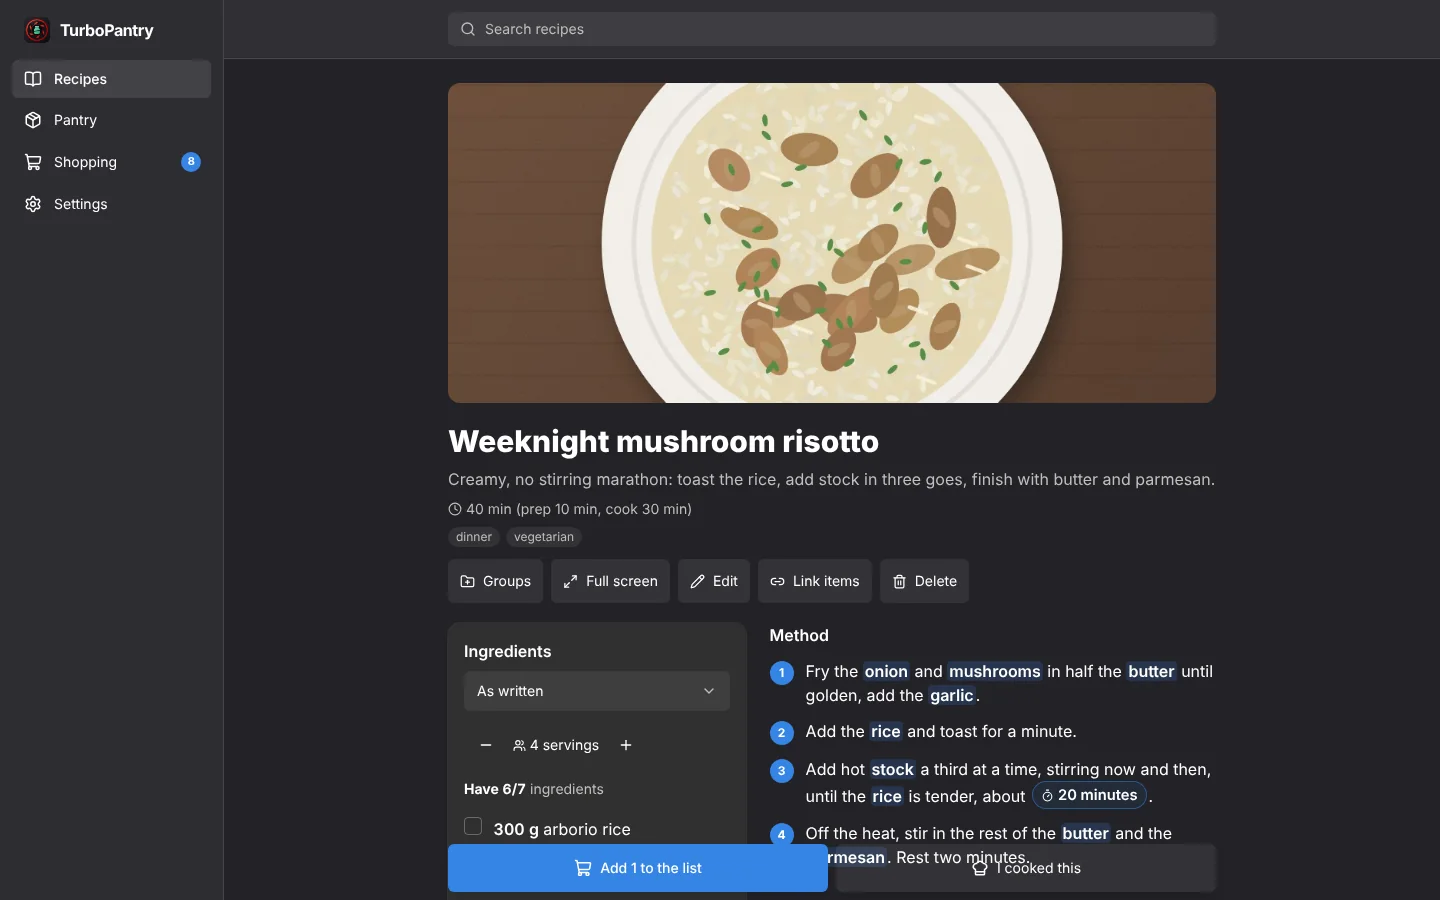 TurboPantry
Search recipes
Recipes
Pantry
Shopping 8
Settings
Weeknight mushroom risotto
Creamy, no stirring marathon: toast the rice, add stock in three goes, finish with butter and parmesan.
40 min (prep 10 min, cook 30 min)
dinner vegetarian
Groups Full screen Edit Link items Delete
Ingredients
As written
4 servings
Have 6/7 ingredients
300 g arborio rice
Method
1 Fry the onion and mushrooms in half the butter until
golden, add the garlic.
2 Add the rice and toast for a minute.
3 Add hot stock a third at a time, stirring now and then,
until the rice is tender, about 20 minutes.
4 Off the heat, stir in the rest of the butter and the
rmesan. Rest two minutes.
Add 1 to the list
I cooked this